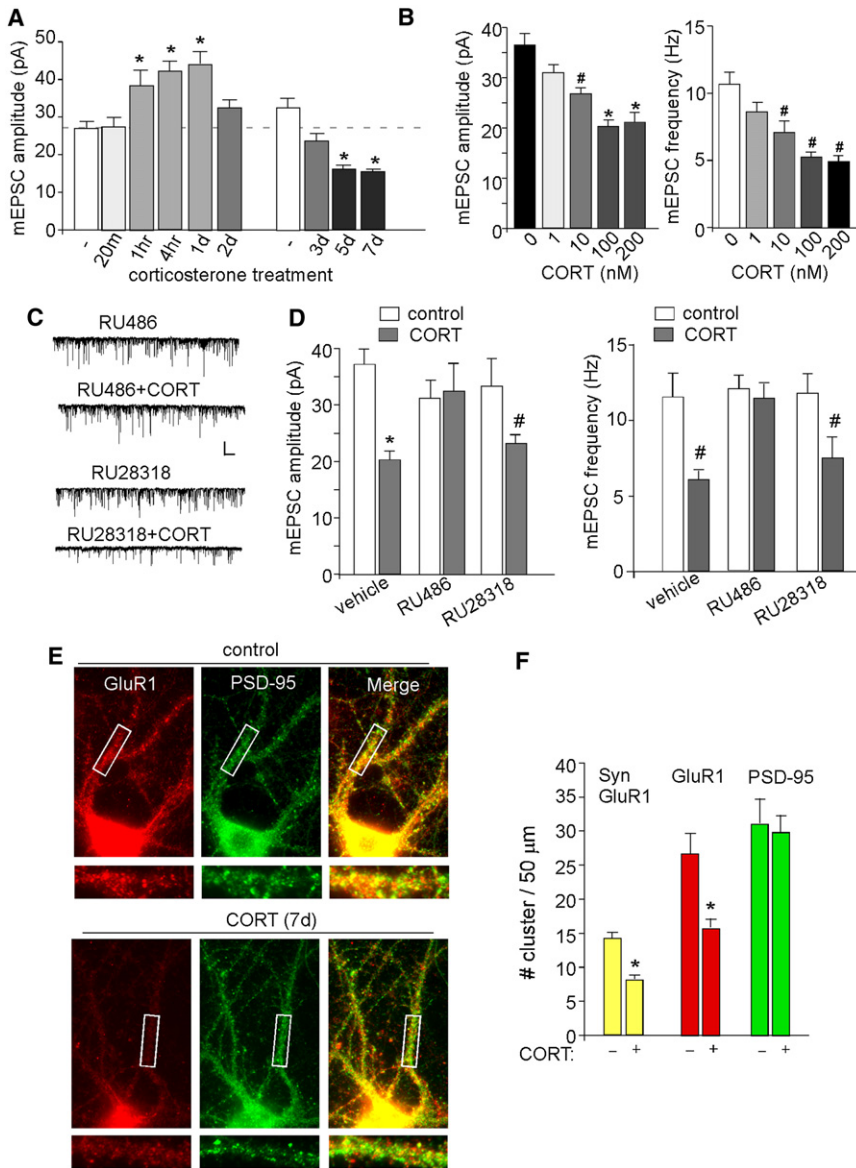 A
mEPSC amplitude (pA)
50
40
30
20
10
0
* * *
* *
- 20m 1hr 4hr 1d 2d - 3d 5d 7d
corticosterone treatment
B
mEPSC amplitude (pA)
40
35
30
25
20
35
0
# * *
0 1 10 100 200
CORT (nM)
mEPSC frequency (Hz)
15
10
5
0
# # #
0 1 10 100 200
CORT (nM)
C
RU486
RU486+CORT
RU28318
RU28318+CORT
D
control
CORT
mEPSC amplitude (pA)
40
30
20
40
0
* #
vehicle RU486 RU28318
control
CORT
mEPSC frequency (Hz)
15
10
5
0
# #
vehicle RU486 RU28318
E
control
GluR1 PSD-95 Merge
CORT (7d)
F
# cluster / 50 µm
40
35
30
25
20
15
10
5
0
Syn GluR1 PSD-95
GluR1
* *
CORT: – + – + – +